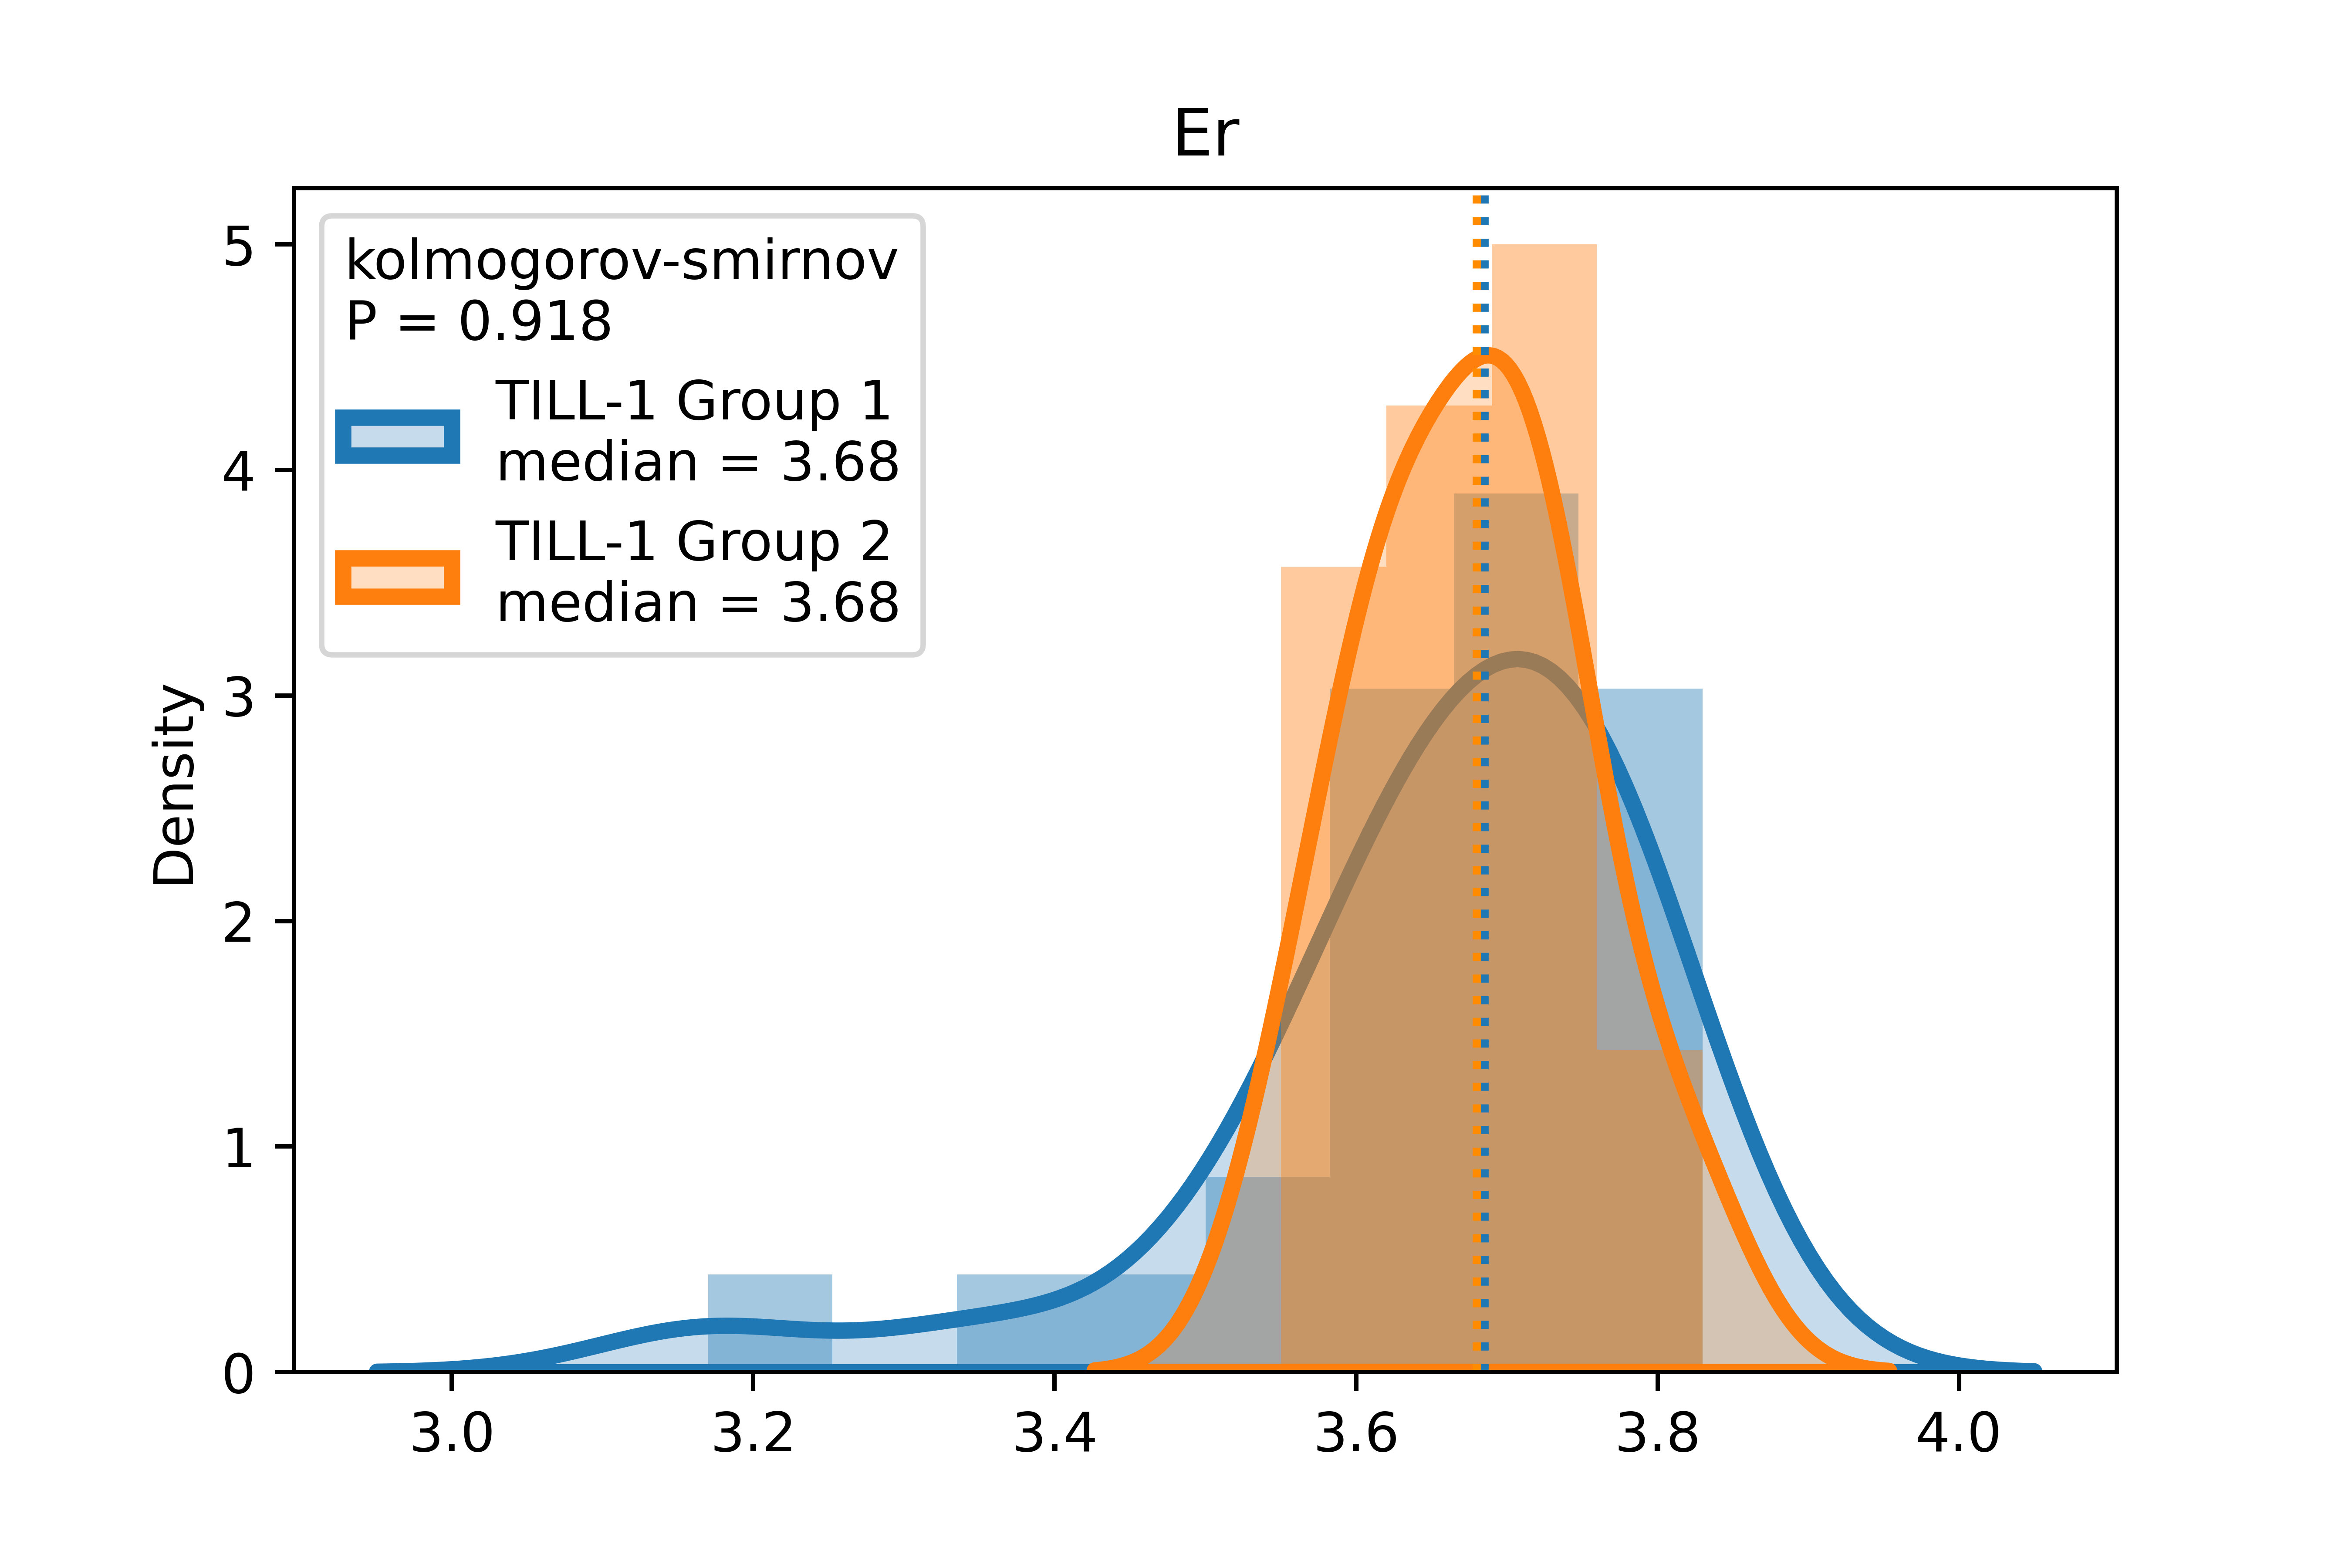 Er
kolmogorov-smirnov
P = 0.918
TILL-1 Group 1
median = 3.68
TILL-1 Group 2
median = 3.68
Density
5
4
3
2
1
0
3.0 3.2 3.4 3.6 3.8 4.0